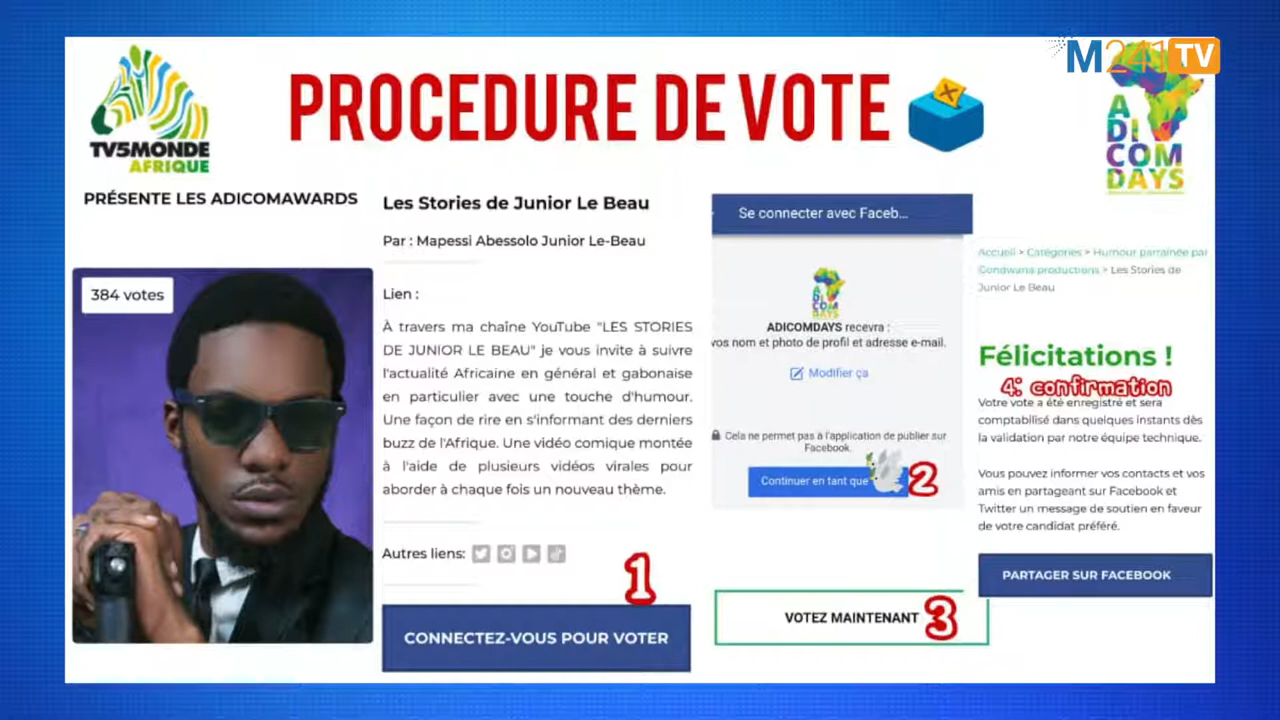 M241 TV
TV5MONDE
AFRIQUE
PROCEDURE DE VOTE
A
DI
COM
DAYS
PRÉSENTE LES ADICOMAWARDS
384 votes
Les Stories de Junior Le Beau
Par : Mapessi Abessolo Junior Le-Beau
Lien :
À travers ma chaîne YouTube "LES STORIES
DE JUNIOR LE BEAU" je vous invite à suivre
l'actualité Africaine en général et gabonaise
en particulier avec une touche d'humour.
Une façon de rire en s'informant des derniers
buzz de l'Afrique. Une vidéo comique montée
à l'aide de plusieurs vidéos virales pour
aborder à chaque fois un nouveau thème.
Autres liens:
1
CONNECTEZ-VOUS POUR VOTER
Se connecter avec Faceb...
A
DI
COM
DAYS
ADICOMDAYS recevra :
vos nom et photo de profil et adresse e-mail.
Modifier ça
Cela ne permet pas à l'application de publier sur
Facebook.
Continuer en tant que
2
VOTEZ MAINTENANT
3
Accueil > Catégories > Humour parrainée par
Gondwana productions > Les Stories de
Junior Le Beau
Félicitations !
4: confirmation
Votre vote a été enregistré et sera
comptabilisé dans quelques instants dès
la validation par notre équipe technique.
Vous pouvez informer vos contacts et vos
amis en partageant sur Facebook et
Twitter un message de soutien en faveur
de votre candidat préféré.
PARTAGER SUR FACEBOOK